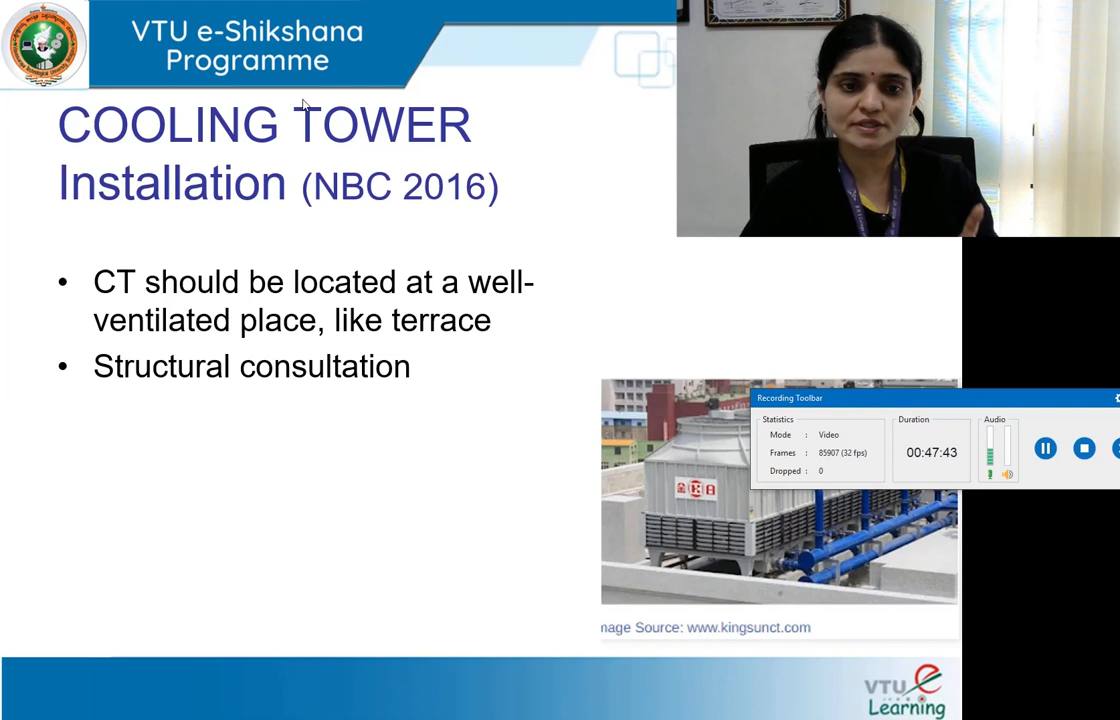 VTU e-Shikshana
Programme
COOLING TOWER
Installation (NBC 2016)
• CT should be located at a well-
ventilated place, like terrace
• Structural consultation
Recording Toolbar
Statistics
Mode : Video
Frames : 85907 (32 fps)
Dropped : 0
Duration
00:47:43
Audio
mage Source: www.kingsunct.com
VTU e
Learning